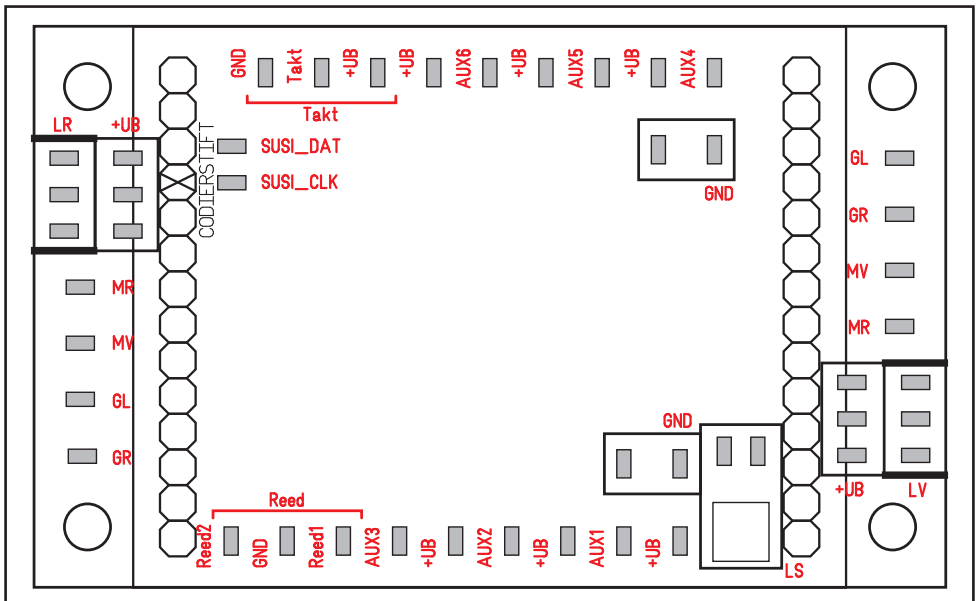 GND Takt +UB +UB AUX6 +UB AUX5 +UB AUX4
Takt
LR +UB
SUSI_DAT
SUSI_CLK
CODIERSTIFT
GND
GL
GR
MV
MR
MR
MV
GL
GR
GND
+UB LV
Reed
Reed2 GND Reed1 AUX3 +UB AUX2 +UB AUX1 +UB
LS